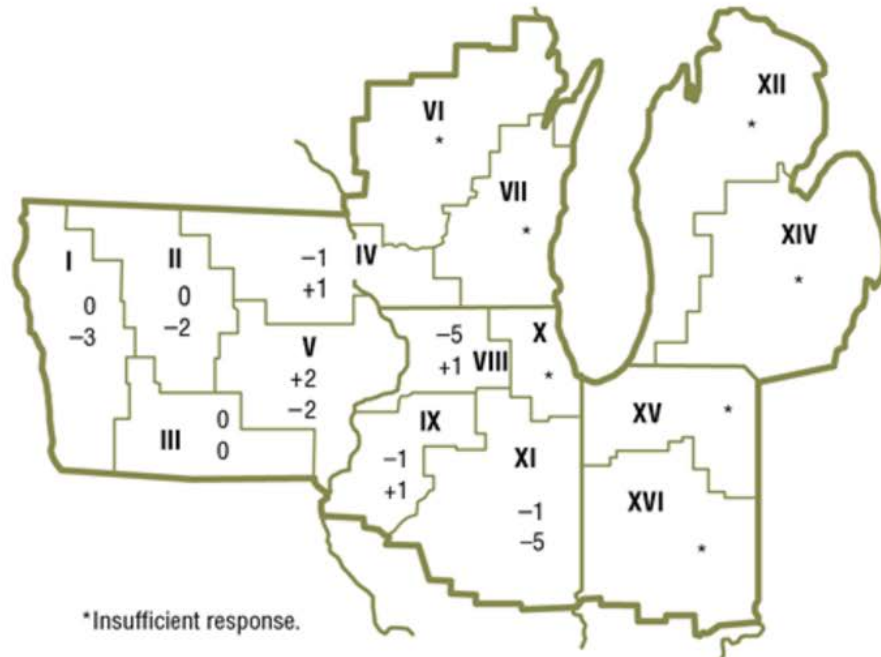 XII
*
VI
*
VII
*
XIV
*
I
0
–3
II
0
–2
–1
+1
IV
V
+2
–2
–5
+1
VIII
X
*
III
0
0
IX
–1
+1
XI
–1
–5
XV
*
XVI
*
*Insufficient response.